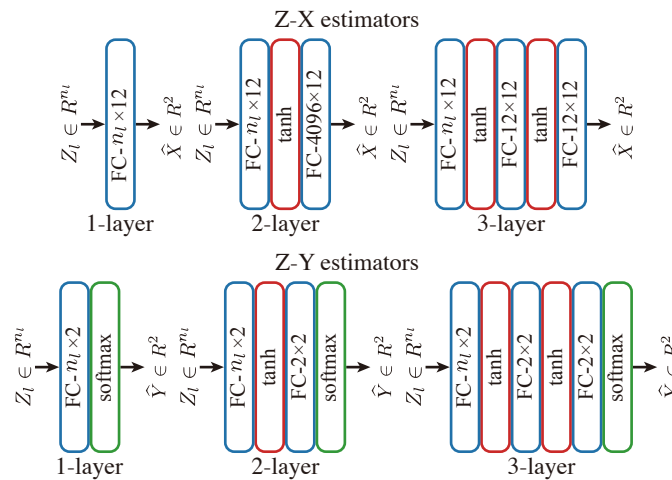 Z-X estimators
Z_l ∈ R^{n_l}
FC-n_l×12
X̂ ∈ R^2
1-layer
Z_l ∈ R^{n_l}
FC-n_l×12
tanh
FC-4096×12
X̂ ∈ R^2
2-layer
Z_l ∈ R^{n_l}
FC-n_l×12
tanh
FC-12×12
tanh
FC-12×12
X̂ ∈ R^2
3-layer
Z-Y estimators
Z_l ∈ R^{n_l}
FC-n_l×2
softmax
Ŷ ∈ R^2
1-layer
Z_l ∈ R^{n_l}
FC-n_l×2
tanh
FC-2×2
softmax
Ŷ ∈ R^2
2-layer
Z_l ∈ R^{n_l}
FC-n_l×2
tanh
FC-2×2
tanh
FC-2×2
softmax
Ŷ ∈ R^2
3-layer